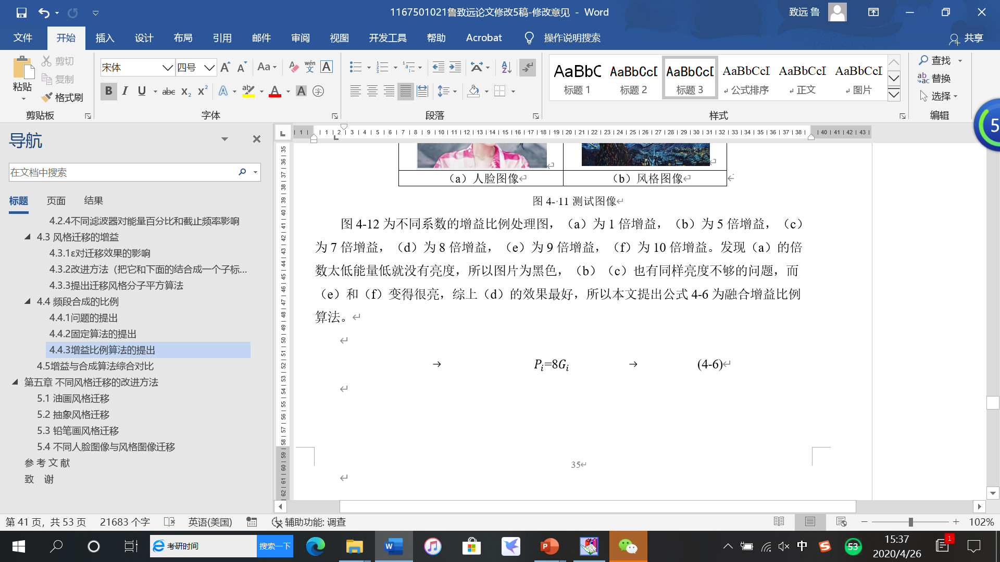 1167501021鲁致远论文修改5稿-修改意见 - Word
致远 鲁
文件 开始 插入 设计 布局 引用 邮件 审阅 视图 开发工具 帮助 Acrobat 操作说明搜索 共享
粘贴 剪切 复制 格式刷
宋体 四号
AaBbC AaBbCcD AaBbCcD AaBbCcI AaBbCcI AaBbCcI
标题 1 标题 2 标题 3 公式排序 正文 图片
查找
替换
选择
剪贴板 字体 段落 样式 编辑
导航
在文档中搜索
标题 页面 结果
4.2.4不同滤波器对能量百分比和截止频率影响
4.3 风格迁移的增益
4.3.1ε对迁移效果的影响
4.3.2改进方法（把它和下面的结合成一个子标...
4.3.3提出迁移风格分子平方算法
4.4 频段合成的比例
4.4.1问题的提出
4.4.2固定算法的提出
4.4.3增益比例算法的提出
4.5增益与合成算法综合对比
第五章 不同风格迁移的改进方法
5.1 油画风格迁移
5.2 抽象风格迁移
5.3 铅笔画风格迁移
5.4 不同人脸图像与风格图像迁移
参 考 文 献
致 谢
（a）人脸图像 （b）风格图像
图 4- 11 测试图像
图 4-12 为不同系数的增益比例处理图，（a）为 1 倍增益，（b）为 5 倍增益，（c）
为 7 倍增益，（d）为 8 倍增益，（e）为 9 倍增益，（f）为 10 倍增益。发现（a）的倍
数太低能量低就没有亮度，所以图片为黑色，（b）（c）也有同样亮度不够的问题，而
（e）和（f）变得很亮，综上（d）的效果最好，所以本文提出公式 4-6 为融合增益比例
算法。
→ Pᵢ=8Gᵢ → (4-6)
35
第 41 页，共 53 页 21683 个字 英语(美国) 辅助功能: 调查 102%
考研时间 搜索一下
中 53 15:37
2020/4/26 1